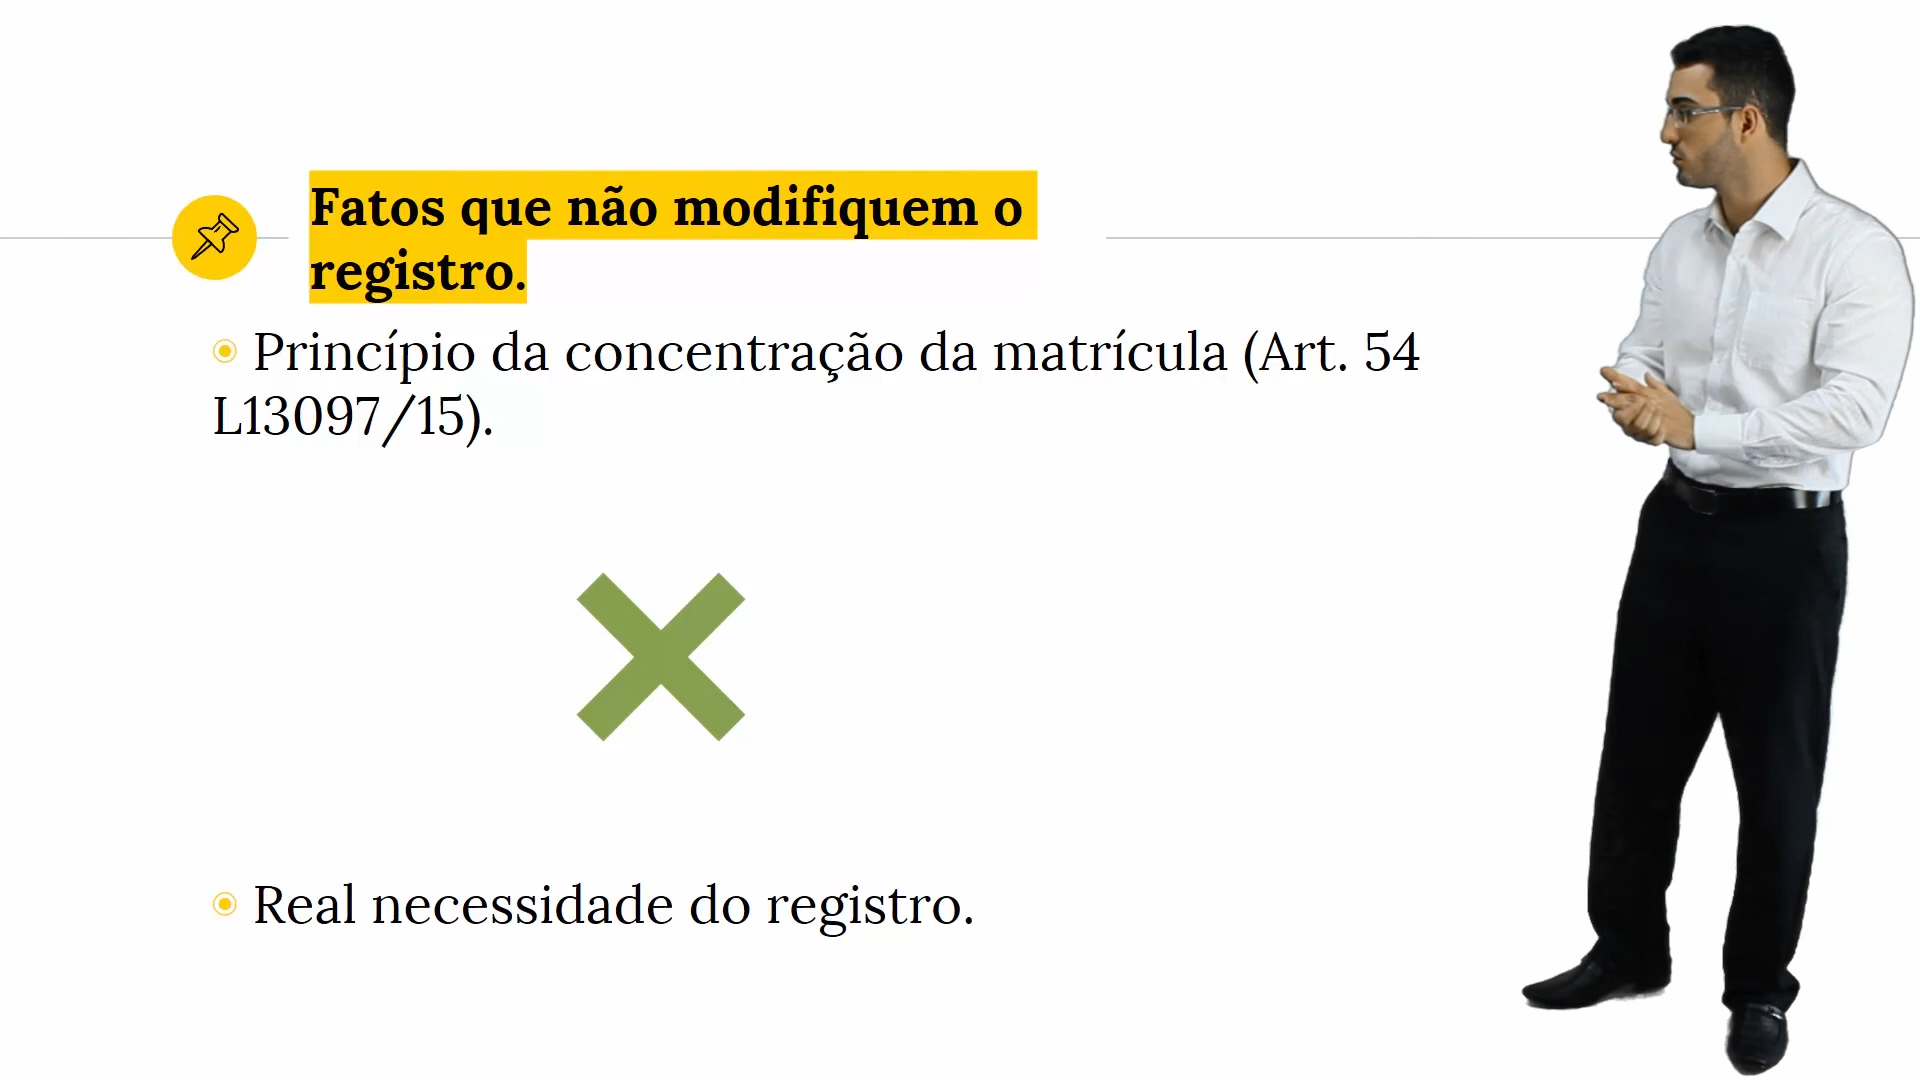 Fatos que não modifiquem o
registro.
Princípio da concentração da matrícula (Art. 54
L13097/15).
Real necessidade do registro.